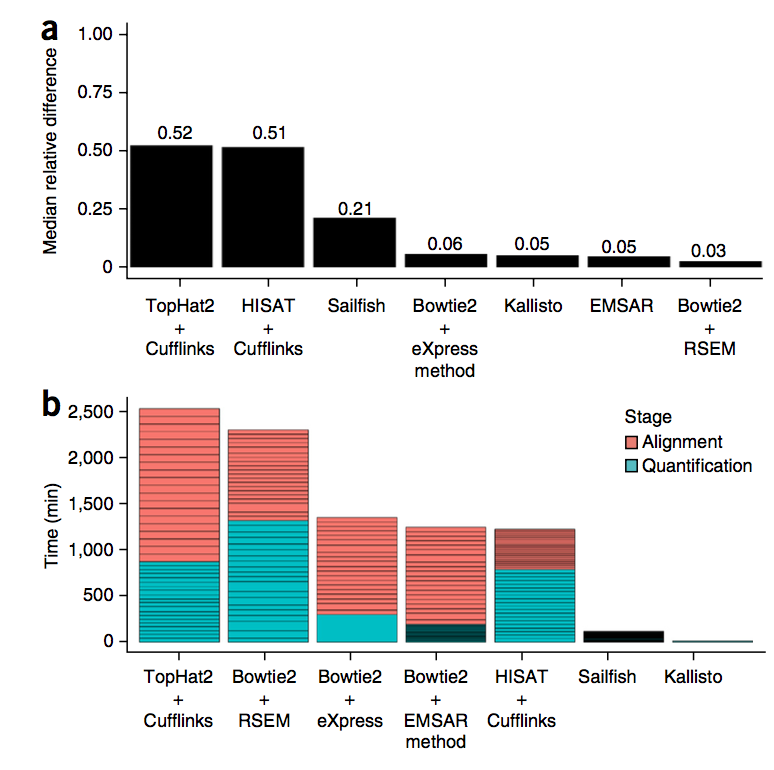 a
Median relative difference
1.00
0.75
0.50
0.25
0
0.52
0.51
0.21
0.06
0.05
0.05
0.03
TopHat2
+
Cufflinks
HISAT
+
Cufflinks
Sailfish
Bowtie2
+
eXpress
method
Kallisto
EMSAR
Bowtie2
+
RSEM
b
Time (min)
2,500
2,000
1,500
1,000
500
0
Stage
Alignment
Quantification
TopHat2
+
Cufflinks
Bowtie2
+
RSEM
Bowtie2
+
eXpress
Bowtie2
+
EMSAR
method
HISAT
+
Cufflinks
Sailfish
Kallisto